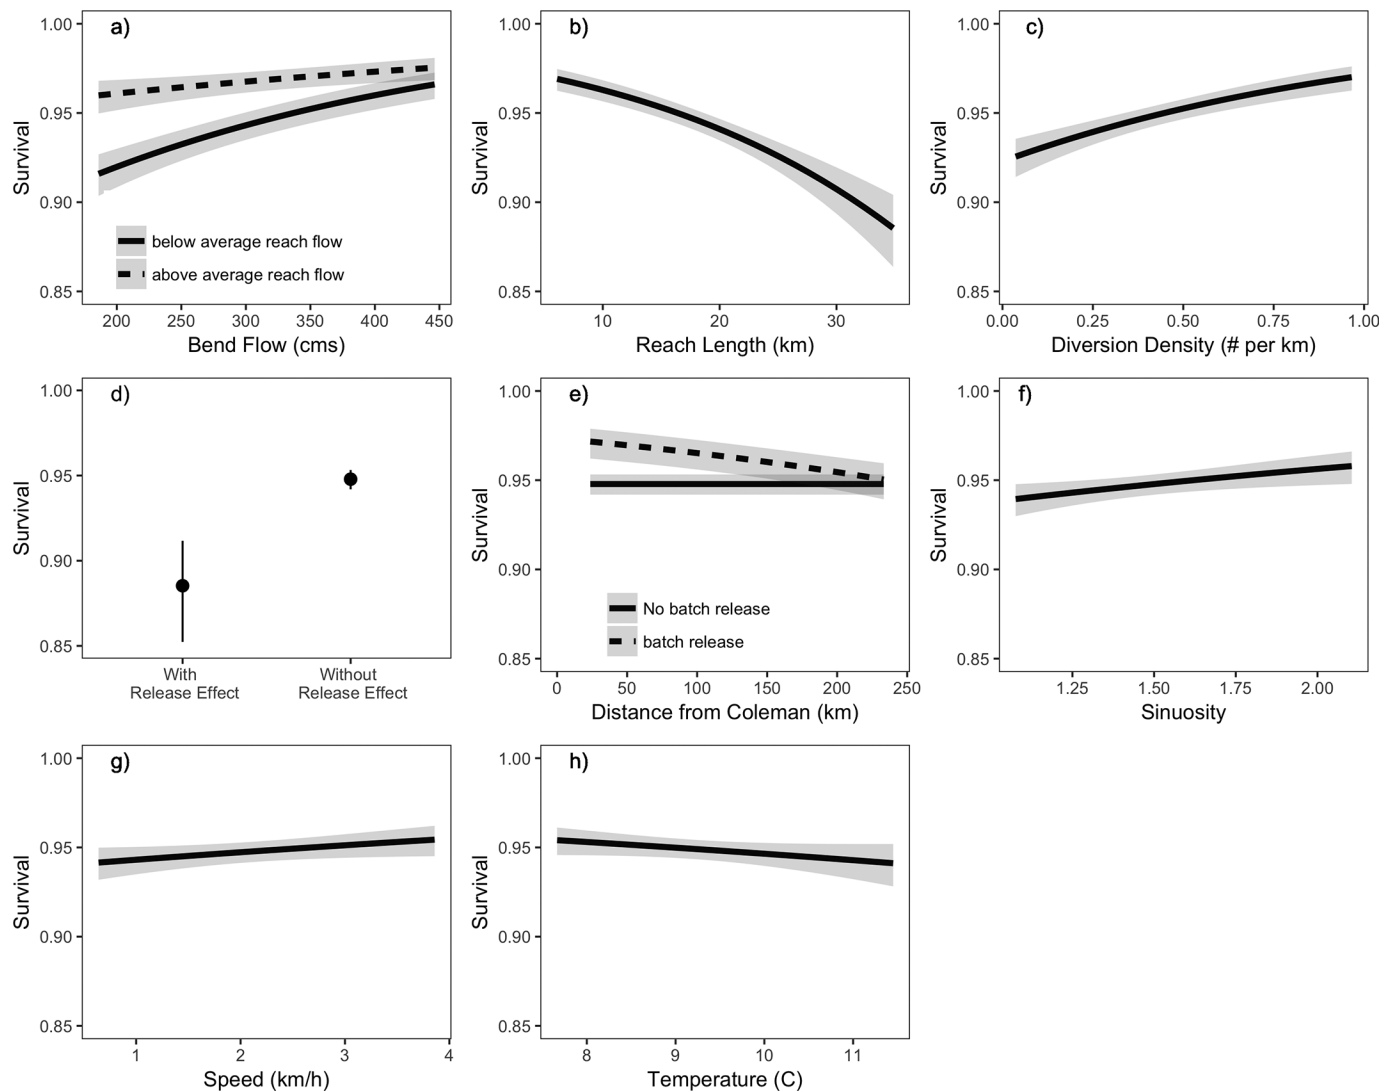 a)
Survival
1.00
0.95
0.90
0.85
below average reach flow
above average reach flow
200 250 300 350 400 450
Bend Flow (cms)
b)
Survival
1.00
0.95
0.90
0.85
10 20 30
Reach Length (km)
c)
Survival
1.00
0.95
0.90
0.85
0.00 0.25 0.50 0.75 1.00
Diversion Density (# per km)
d)
Survival
1.00
0.95
0.90
0.85
With Without
Release Effect Release Effect
e)
Survival
1.00
0.95
0.90
0.85
No batch release
batch release
0 50 100 150 200 250
Distance from Coleman (km)
f)
Survival
1.00
0.95
0.90
0.85
1.25 1.50 1.75 2.00
Sinuosity
g)
Survival
1.00
0.95
0.90
0.85
1 2 3 4
Speed (km/h)
h)
Survival
1.00
0.95
0.90
0.85
8 9 10 11
Temperature (C)